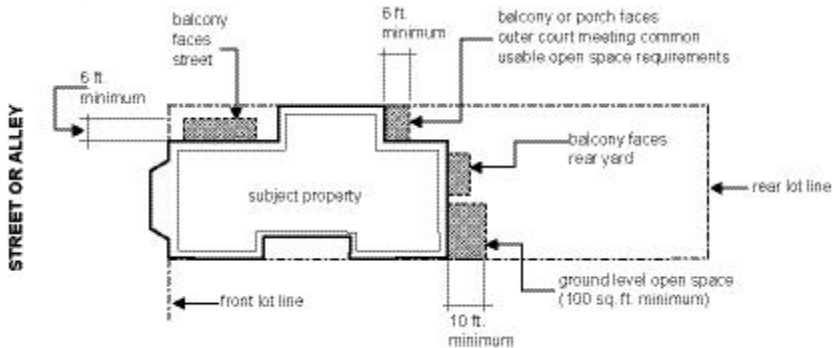 balcony
faces
street
6 ft.
minimum
balcony or porch faces
outer court meeting common
usable open space requirements
6 ft.
minimum
STREET OR ALLEY
balcony faces
rear yard
subject property
rear lot line
ground level open space
(100 sq. ft. minimum)
front lot line
10 ft.
minimum